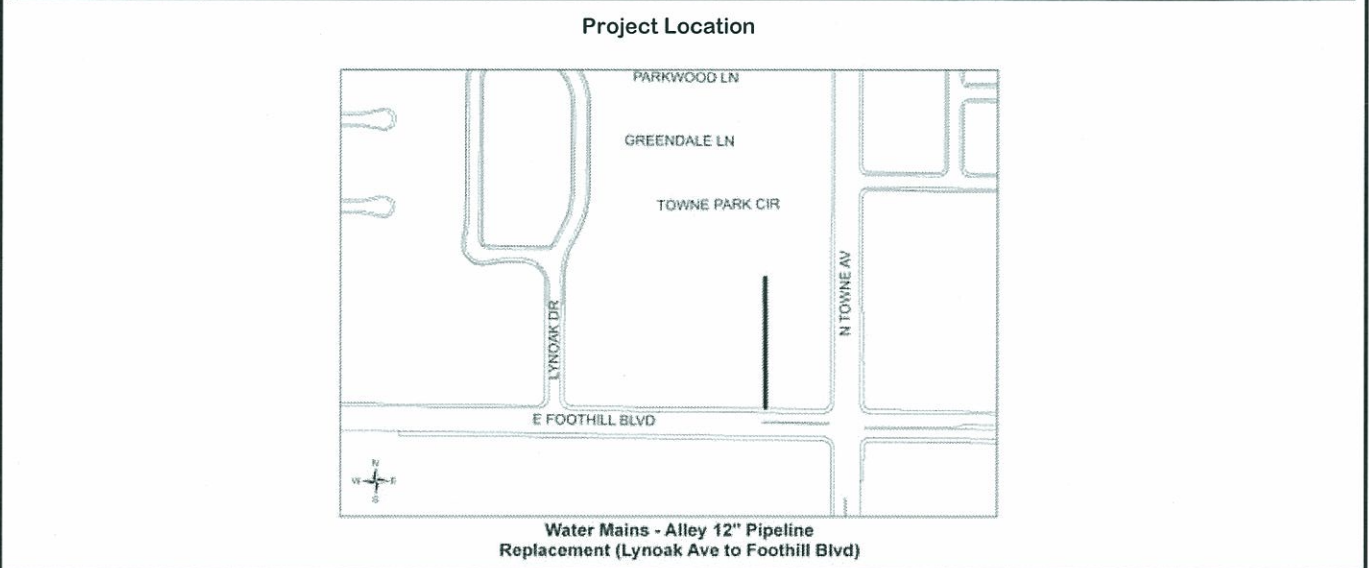 Project Location
PARKWOOD LN
GREENDALE LN
TOWNE PARK CIR
N TOWNE AV
LYNOAK DR
E FOOTHILL BLVD
N
W E
S
Water Mains - Alley 12" Pipeline
Replacement (Lynoak Ave to Foothill Blvd)